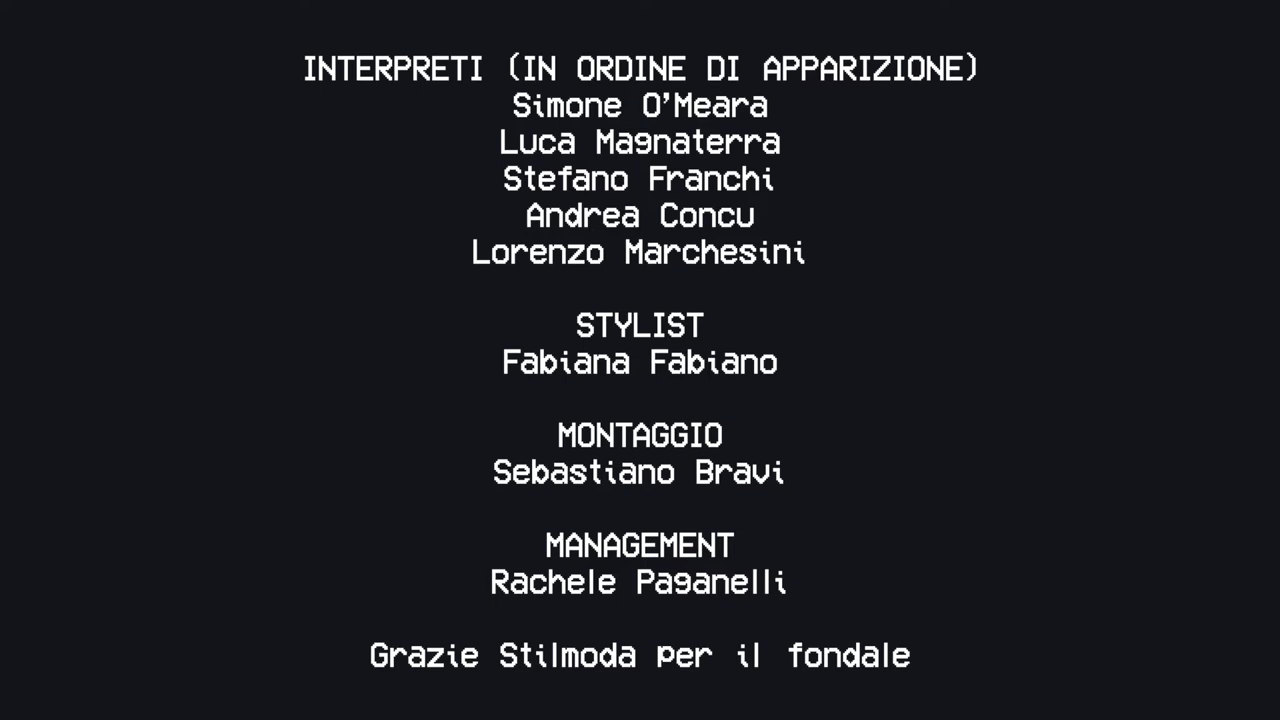 INTERPRETI (IN ORDINE DI APPARIZIONE)
Simone O'Meara
Luca Magnaterra
Stefano Franchi
Andrea Concu
Lorenzo Marchesini
STYLIST
Fabiana Fabiano
MONTAGGIO
Sebastiano Bravi
MANAGEMENT
Rachele Paganelli
Grazie Stilmoda per il fondale